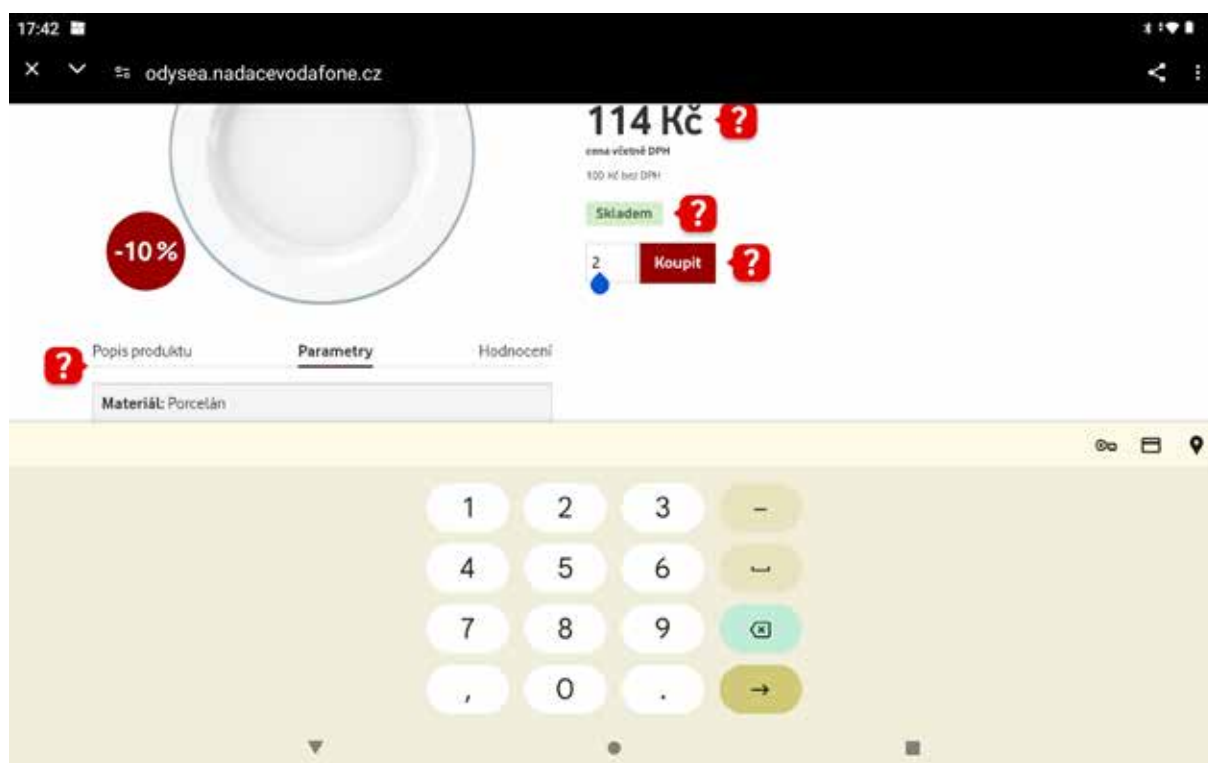 17:42
odysea.nadacevodafone.cz
114 Kč ?
cena včetně DPH
100 Kč bez DPH
Skladem ?
-10 %
2 Koupit ?
? Popis produktu Parametry Hodnocení
Materiál: Porcelán
1 2 3 –
4 5 6
7 8 9
, 0 . →